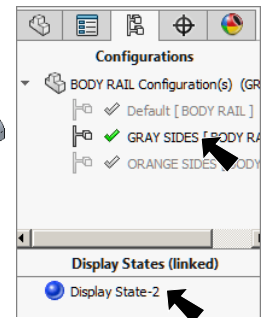 Configurations
BODY RAIL Configuration(s) (GR
Default [ BODY RAIL ]
GRAY SIDES [ BODY RA
ORANGE SIDES [ BODY
Display States (linked)
Display State-2